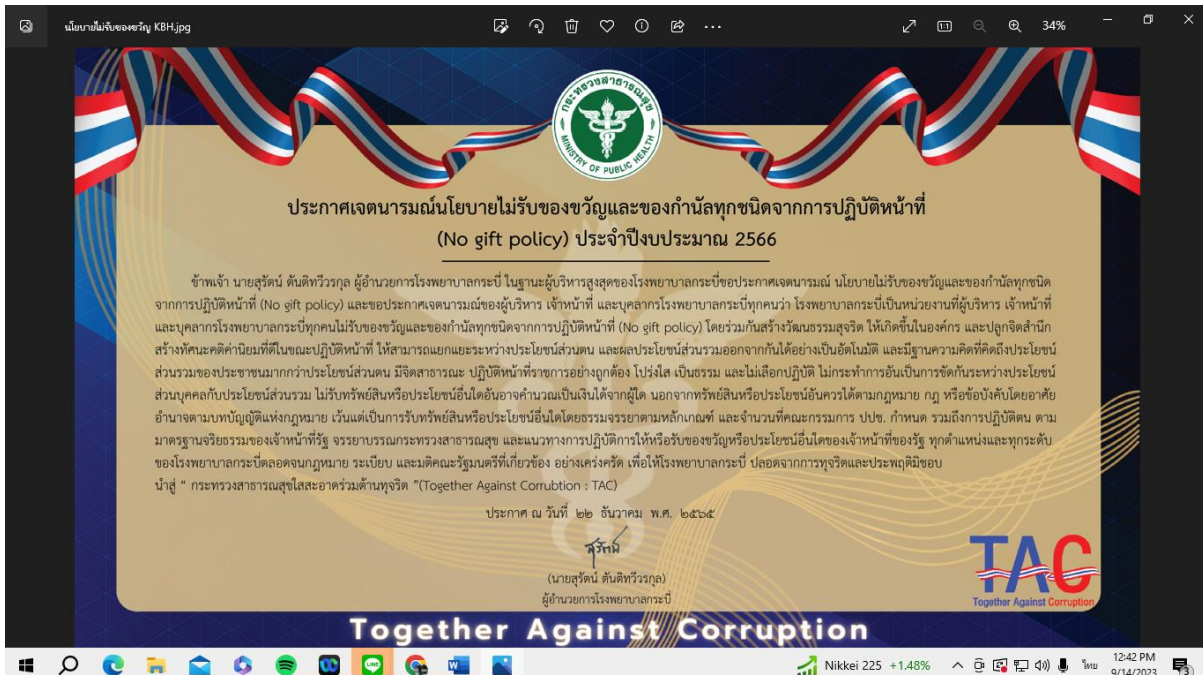 นโยบายไม่รับของขวัญ KBH.jpg
34%
กระทรวงสาธารณสุข
MINISTRY OF PUBLIC HEALTH
ประกาศเจตนารมณ์นโยบายไม่รับของขวัญและของกำนัลทุกชนิดจากการปฏิบัติหน้าที่
(No gift policy) ประจำปีงบประมาณ 2566
ข้าพเจ้า นายสุรัตน์ ตันติทวีวรกุล ผู้อำนวยการโรงพยาบาลกระบี่ ในฐานะผู้บริหารสูงสุดของโรงพยาบาลกระบี่ขอประกาศเจตนารมณ์ นโยบายไม่รับของขวัญและของกำนัลทุกชนิด
จากการปฏิบัติหน้าที่ (No gift policy) และขอประกาศเจตนารมณ์ของผู้บริหาร เจ้าหน้าที่ และบุคลากรโรงพยาบาลกระบี่ทุกคนว่า โรงพยาบาลกระบี่เป็นหน่วยงานที่ผู้บริหาร เจ้าหน้าที่
และบุคลากรโรงพยาบาลกระบี่ทุกคนไม่รับของขวัญและของกำนัลทุกชนิดจากการปฏิบัติหน้าที่ (No gift policy) โดยร่วมกันสร้างวัฒนธรรมสุจริต ให้เกิดขึ้นในองค์กร และปลูกจิตสำนึก
สร้างทัศนะคติค่านิยมที่ดีในขณะปฏิบัติหน้าที่ ให้สามารถแยกแยะระหว่างประโยชน์ส่วนตน และผลประโยชน์ส่วนรวมออกจากกันได้อย่างเป็นอัตโนมัติ และมีฐานความคิดที่คิดถึงประโยชน์
ส่วนรวมของประชาชนมากกว่าประโยชน์ส่วนตน มีจิตสาธารณะ ปฏิบัติหน้าที่ราชการอย่างถูกต้อง โปร่งใส เป็นธรรม และไม่เลือกปฏิบัติ ไม่กระทำการอันเป็นการขัดกันระหว่างประโยชน์
ส่วนบุคคลกับประโยชน์ส่วนรวม ไม่รับทรัพย์สินหรือประโยชน์อื่นใดอันอาจคำนวณเป็นเงินได้จากผู้ใด นอกจากทรัพย์สินหรือประโยชน์อันควรได้ตามกฎหมาย กฎ หรือข้อบังคับโดยอาศัย
อำนาจตามบทบัญญัติแห่งกฎหมาย เว้นแต่เป็นการรับทรัพย์สินหรือประโยชน์อื่นใดโดยธรรมจรรยาตามหลักเกณฑ์ และจำนวนที่คณะกรรมการ ปปช. กำหนด รวมถึงการปฏิบัติตน ตาม
มาตรฐานจริยธรรมของเจ้าหน้าที่รัฐ จรรยาบรรณกระทรวงสาธารณสุข และแนวทางการปฏิบัติการให้หรือรับของขวัญหรือประโยชน์อื่นใดของเจ้าหน้าที่ของรัฐ ทุกตำแหน่งและทุกระดับ
ของโรงพยาบาลกระบี่ตลอดจนกฎหมาย ระเบียบ และมติคณะรัฐมนตรีที่เกี่ยวข้อง อย่างเคร่งครัด เพื่อให้โรงพยาบาลกระบี่ ปลอดจากการทุจริตและประพฤติมิชอบ
นำสู่ “ กระทรวงสาธารณสุขใสสะอาดร่วมต้านทุจริต ”(Together Against Corrubtion : TAC)
ประกาศ ณ วันที่ ๒๒ ธันวาคม พ.ศ. ๒๕๖๕
สุรัตน์
(นายสุรัตน์ ตันติทวีวรกุล)
ผู้อำนวยการโรงพยาบาลกระบี่
TAC
Together Against Corruption
Together Against Corruption
Nikkei 225 +1.48%
ไทย
12:42 PM
9/14/2023